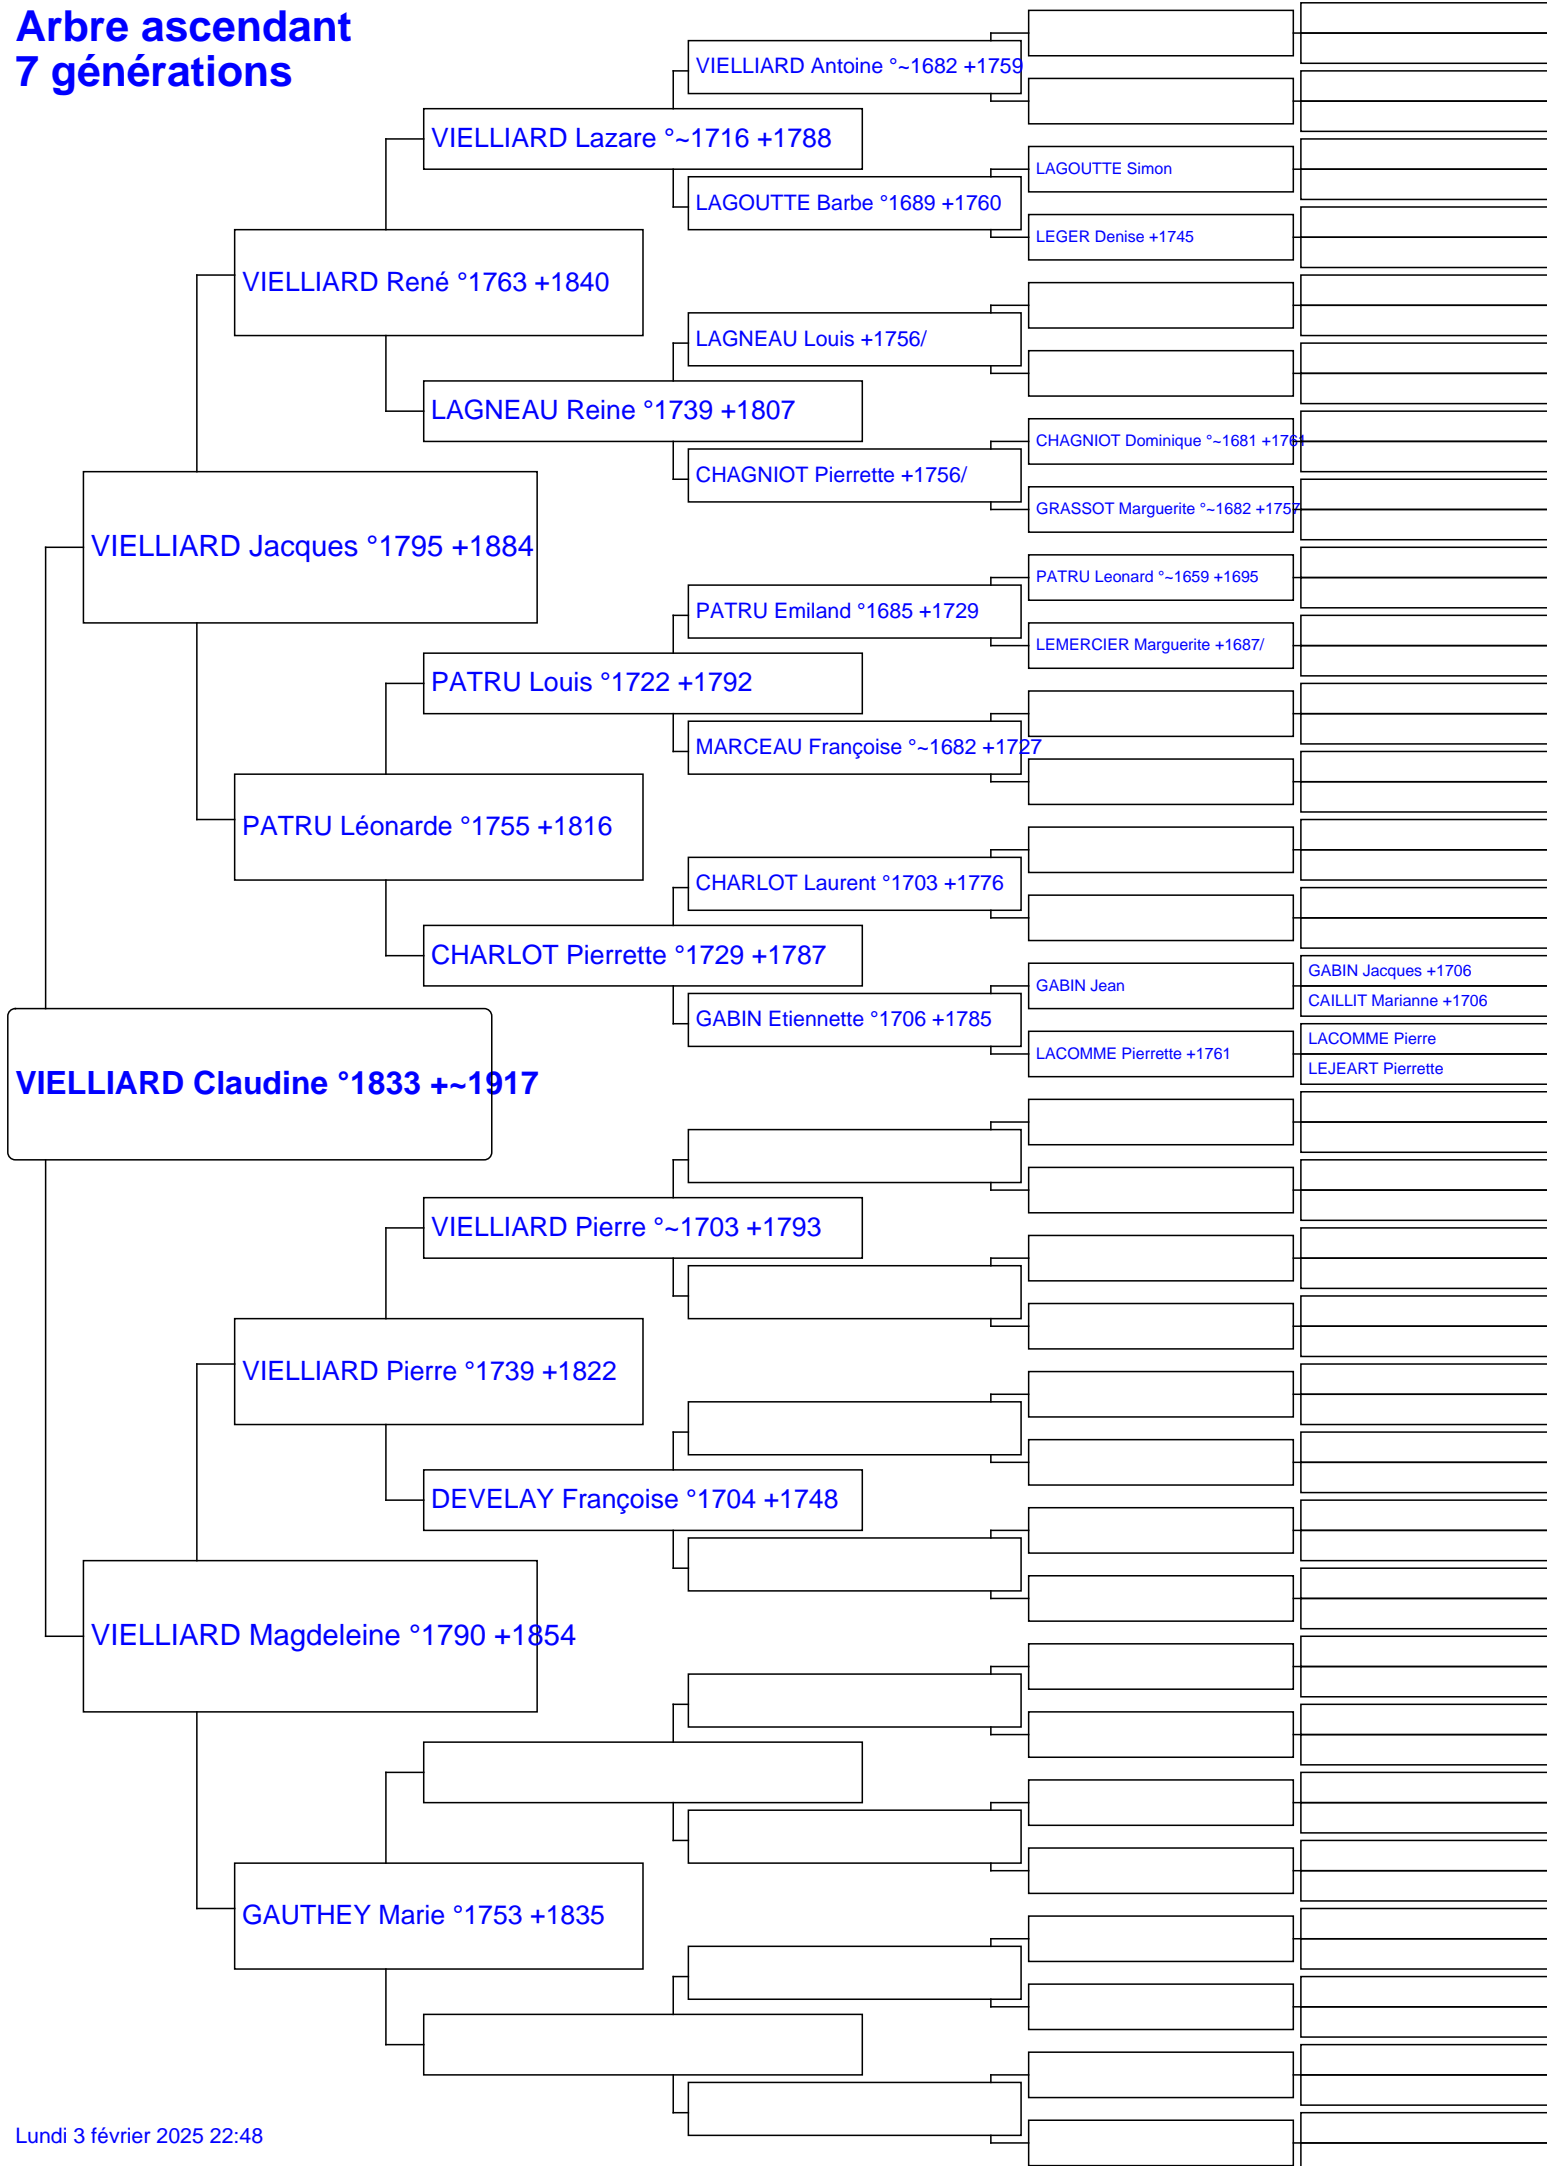 Arbre ascendant
7 générations
VIELLIARD Antoine °~1682 +1759
VIELLIARD Lazare °~1716 +1788
LAGOUTTE Simon
LAGOUTTE Barbe °1689 +1760
LEGER Denise +1745
VIELLIARD René °1763 +1840
LAGNEAU Louis +1756/
LAGNEAU Reine °1739 +1807
CHAGNIOT Dominique °~1681 +1761
CHAGNIOT Pierrette +1756/
GRASSOT Marguerite °~1682 +1757
VIELLIARD Jacques °1795 +1884
PATRU Leonard °~1659 +1695
PATRU Emiland °1685 +1729
LEMERCIER Marguerite +1687/
PATRU Louis °1722 +1792
MARCEAU Françoise °~1682 +1727
PATRU Léonarde °1755 +1816
CHARLOT Laurent °1703 +1776
CHARLOT Pierrette °1729 +1787
GABIN Jacques +1706
GABIN Jean
CAILLIT Marianne +1706
GABIN Etiennette °1706 +1785
LACOMME Pierre
LACOMME Pierrette +1761
LEJEART Pierrette
VIELLIARD Claudine °1833 +~1917
VIELLIARD Pierre °~1703 +1793
VIELLIARD Pierre °1739 +1822
DEVELAY Françoise °1704 +1748
VIELLIARD Magdeleine °1790 +1854
GAUTHEY Marie °1753 +1835
Lundi 3 février 2025 22:48